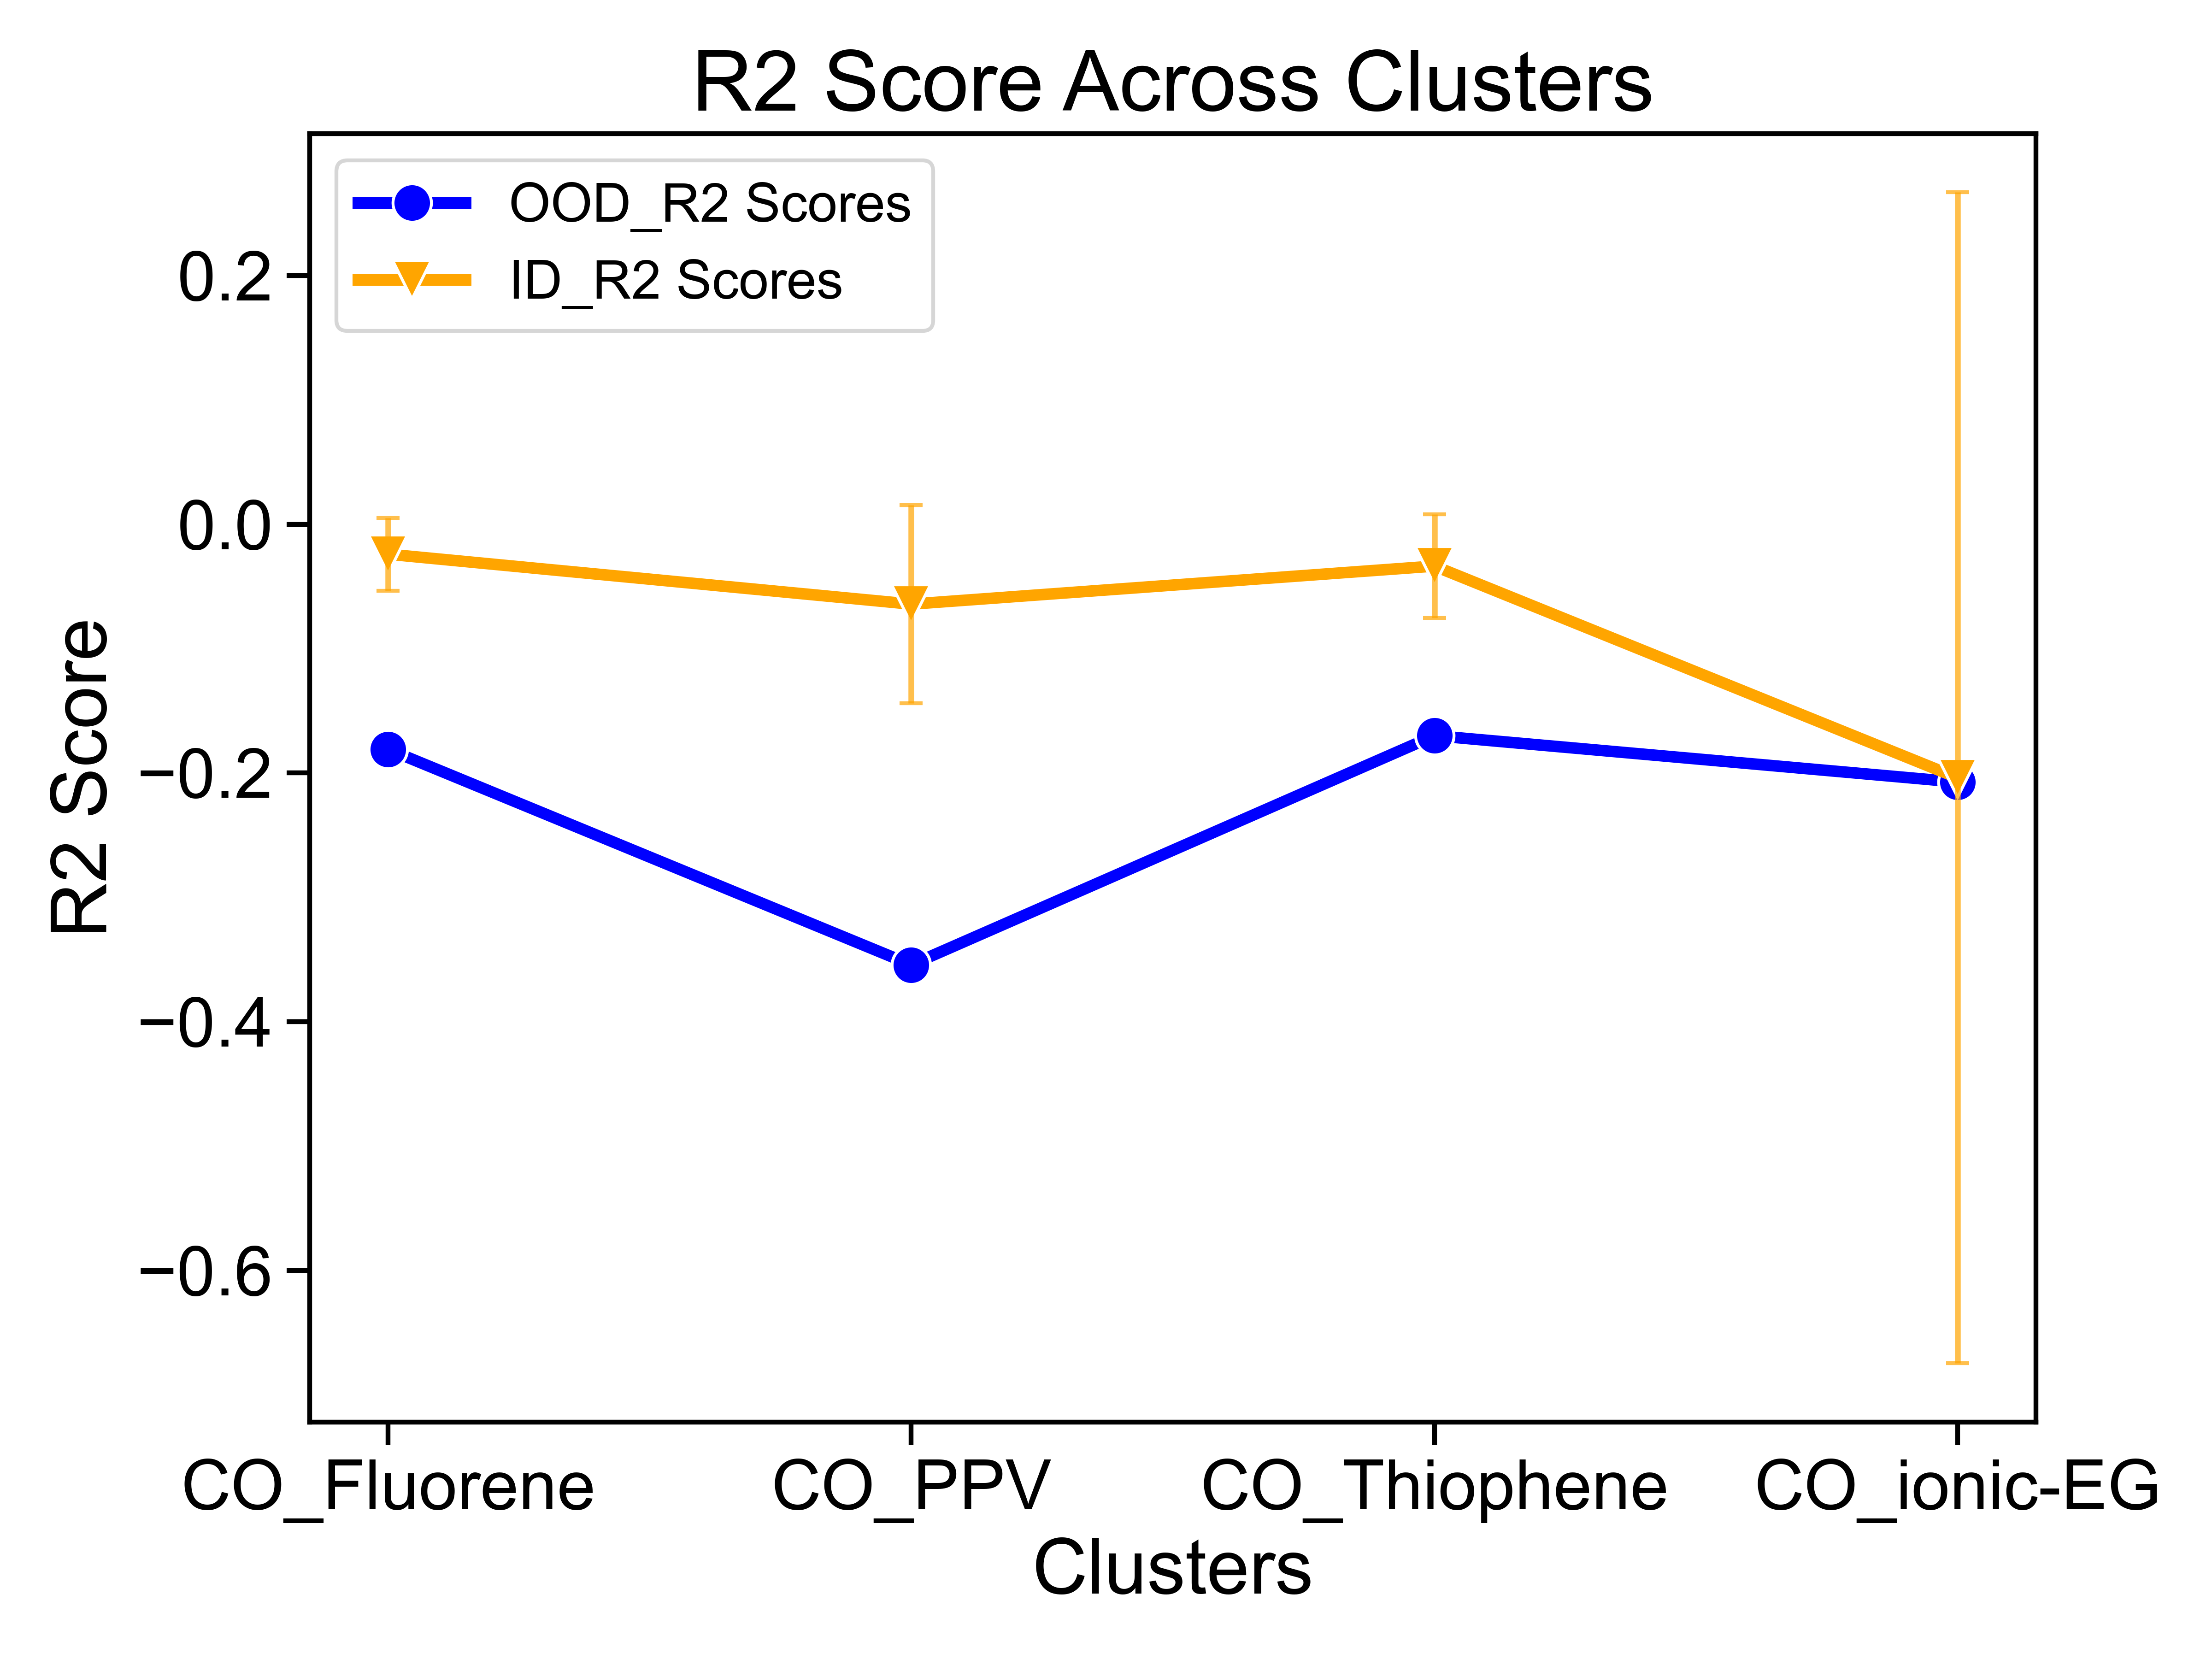 R2 Score Across Clusters
OOD_R2 Scores
ID_R2 Scores
0.2
0.0
−0.2
−0.4
−0.6
R2 Score
CO_Fluorene
CO_PPV
CO_Thiophene
CO_ionic-EG
Clusters